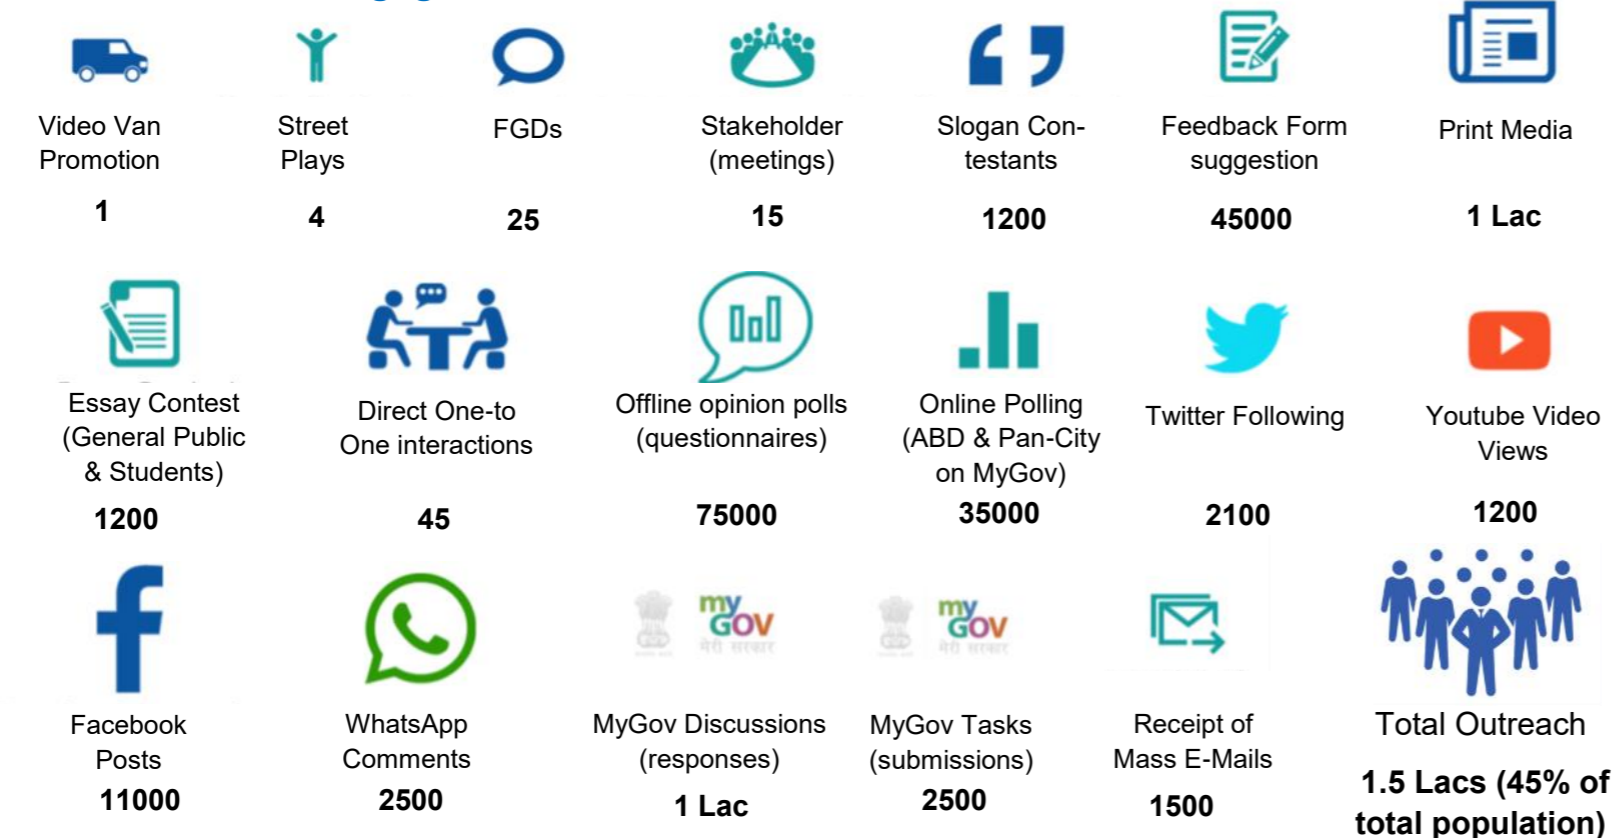 Video Van
Promotion
1
Street
Plays
4
FGDs
25
Stakeholder
(meetings)
15
Slogan Con-
testants
1200
Feedback Form
suggestion
45000
Print Media
1 Lac
Essay Contest
(General Public
& Students)
1200
Direct One-to
One interactions
45
Offline opinion polls
(questionnaires)
75000
Online Polling
(ABD & Pan-City
on MyGov)
35000
Twitter Following
2100
Youtube Video
Views
1200
Facebook
Posts
11000
WhatsApp
Comments
2500
my
GOV
मेरी सरकार
MyGov Discussions
(responses)
1 Lac
my
GOV
मेरी सरकार
MyGov Tasks
(submissions)
2500
Receipt of
Mass E-Mails
1500
Total Outreach
1.5 Lacs (45% of
total population)